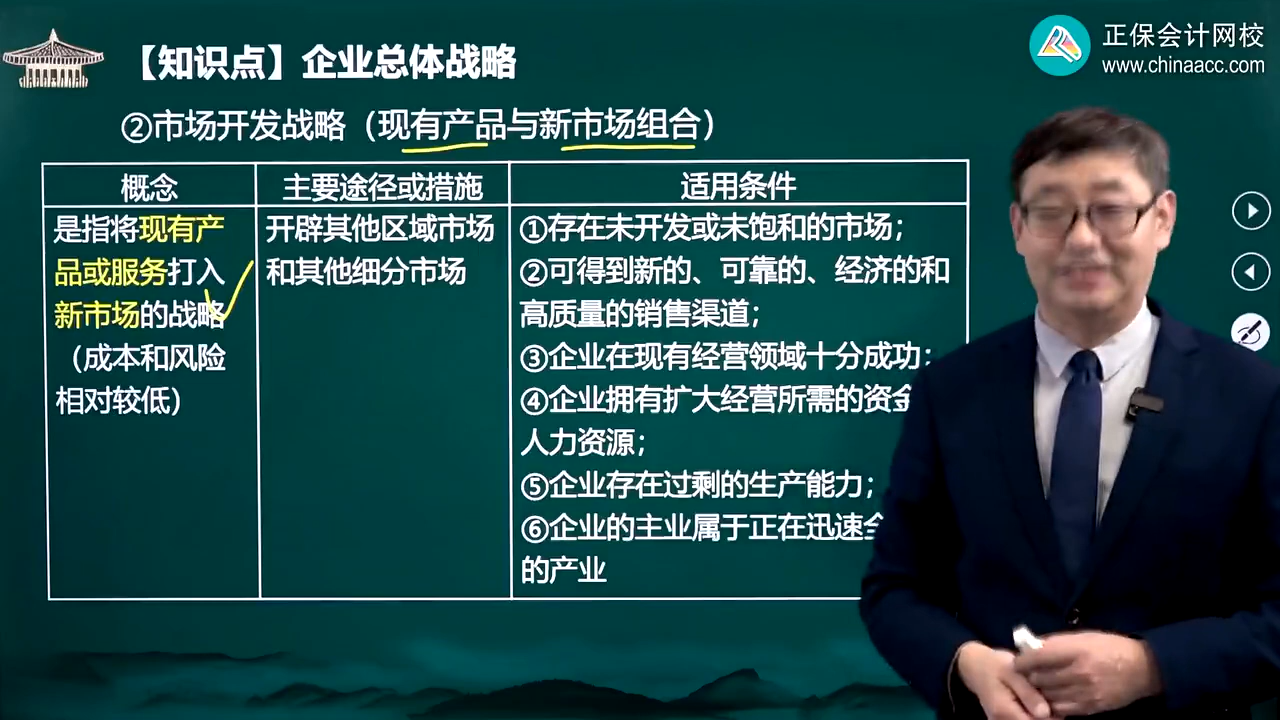 【知识点】企业总体战略
正保会计网校
www.chinaacc.com
②市场开发战略（现有产品与新市场组合）
概念
主要途径或措施
适用条件
是指将现有产
品或服务打入
新市场的战略
（成本和风险
相对较低）
开辟其他区域市场
和其他细分市场
①存在未开发或未饱和的市场；
②可得到新的、可靠的、经济的和
高质量的销售渠道；
③企业在现有经营领域十分成功；
④企业拥有扩大经营所需的资金
人力资源；
⑤企业存在过剩的生产能力；
⑥企业的主业属于正在迅速全
的产业